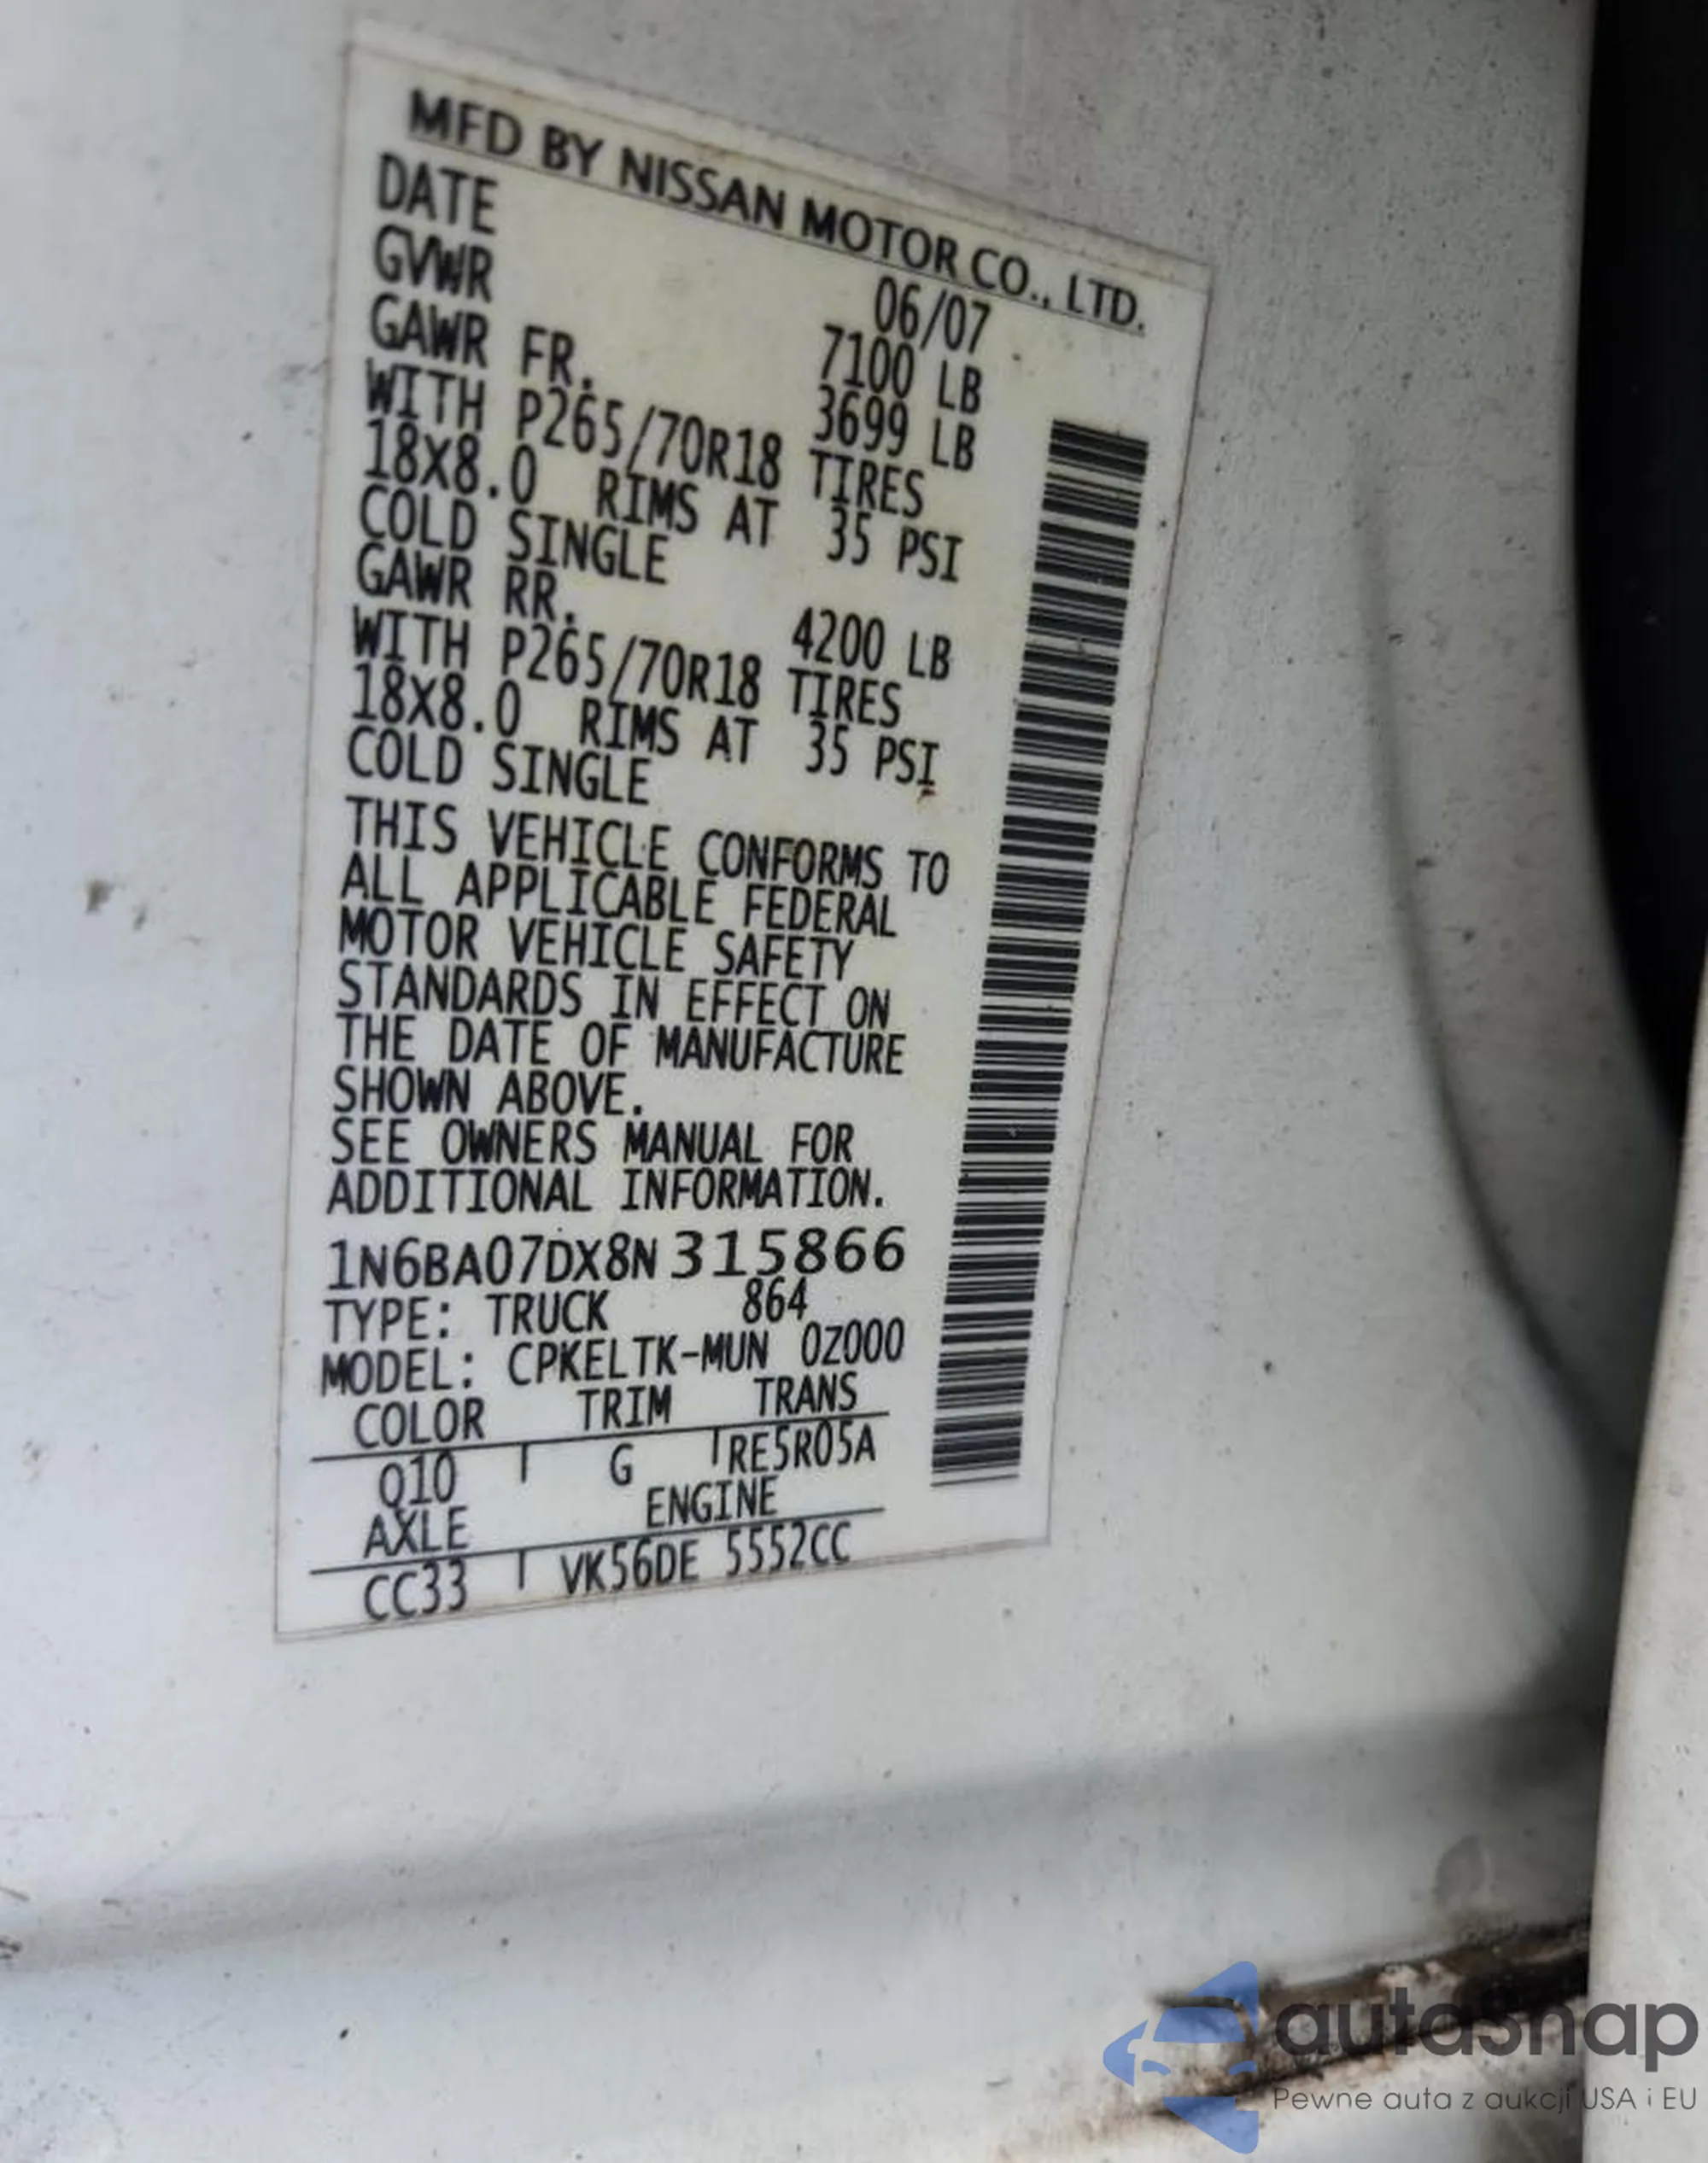 MFD BY NISSAN MOTOR CO., LTD.
DATE 06/07
GVWR 7100 LB
GAWR FR. 3699 LB
WITH P265/70R18 TIRES
18X8.0 RIMS AT 35 PSI
COLD SINGLE
GAWR RR. 4200 LB
WITH P265/70R18 TIRES
18X8.0 RIMS AT 35 PSI
COLD SINGLE
THIS VEHICLE CONFORMS TO
ALL APPLICABLE FEDERAL
MOTOR VEHICLE SAFETY
STANDARDS IN EFFECT ON
THE DATE OF MANUFACTURE
SHOWN ABOVE.
SEE OWNERS MANUAL FOR
ADDITIONAL INFORMATION.
1N6BA07DX8N315866
TYPE: TRUCK 864
MODEL: CPKELTK-MUN 0Z000
COLOR TRIM TRANS
Q10 G RE5R05A
AXLE ENGINE
CC33 VK56DE 5552CC
autaSnap
Pewne auta z aukcji USA i EU